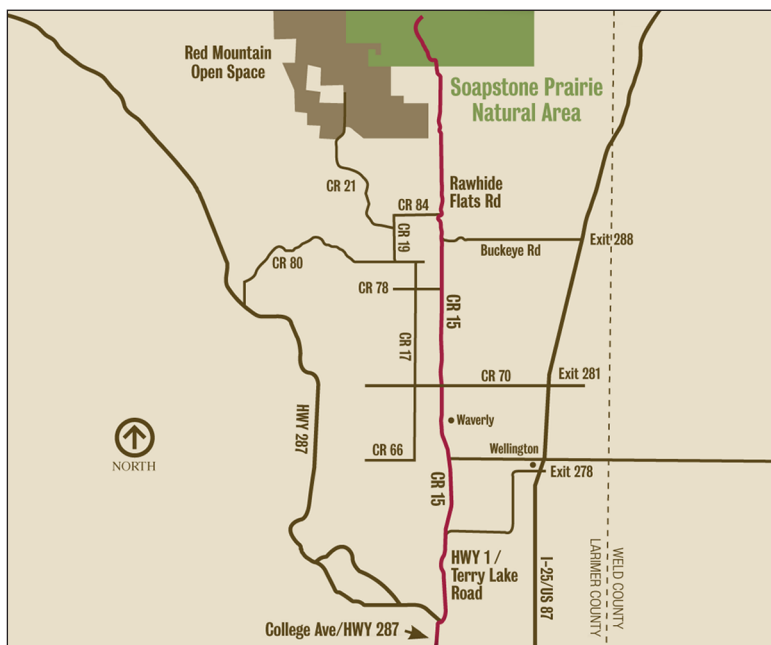 Red Mountain
Open Space
Soapstone Prairie
Natural Area
CR 21
Rawhide
Flats Rd
CR 84
CR 19
Buckeye Rd
Exit 288
CR 80
CR 78
CR 15
CR 17
CR 70
Exit 281
HWY 287
Waverly
NORTH
CR 66
Wellington
Exit 278
CR 15
HWY 1 /
Terry Lake
Road
I-25/US 87
LARIMER COUNTY
WELD COUNTY
College Ave/HWY 287